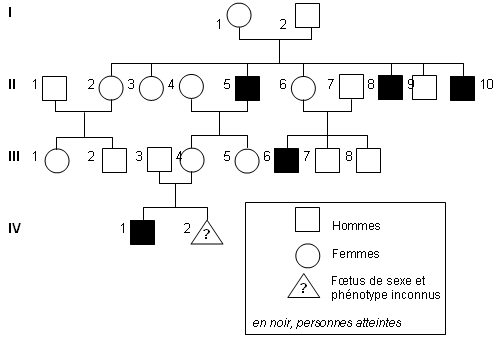 I
1 2
II 1 2 3 4 5 6 7 8 9 10
III 1 2 3 4 5 6 7 8
IV 1 2 ?
Hommes
Femmes
? Fœtus de sexe et
phénotype inconnus
en noir, personnes atteintes